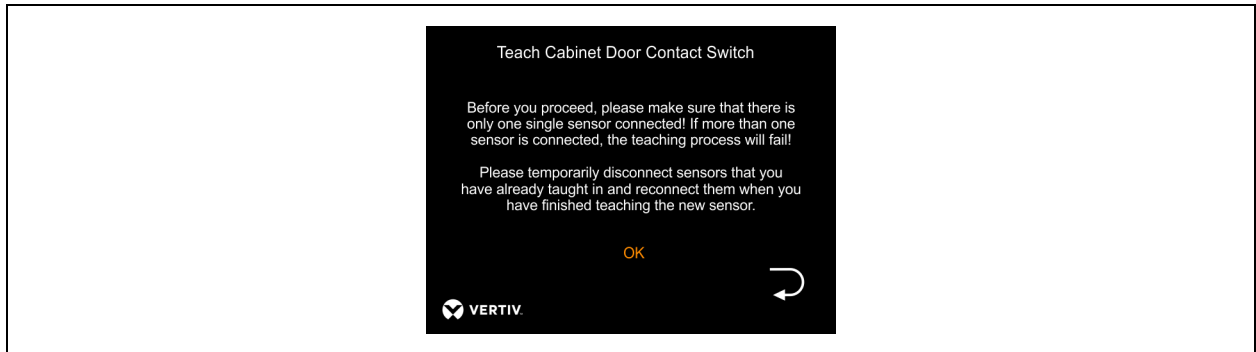 Teach Cabinet Door Contact Switch
Before you proceed, please make sure that there is
only one single sensor connected! If more than one
sensor is connected, the teaching process will fail!
Please temporarily disconnect sensors that you
have already taught in and reconnect them when you
have finished teaching the new sensor.
OK
VERTIV.